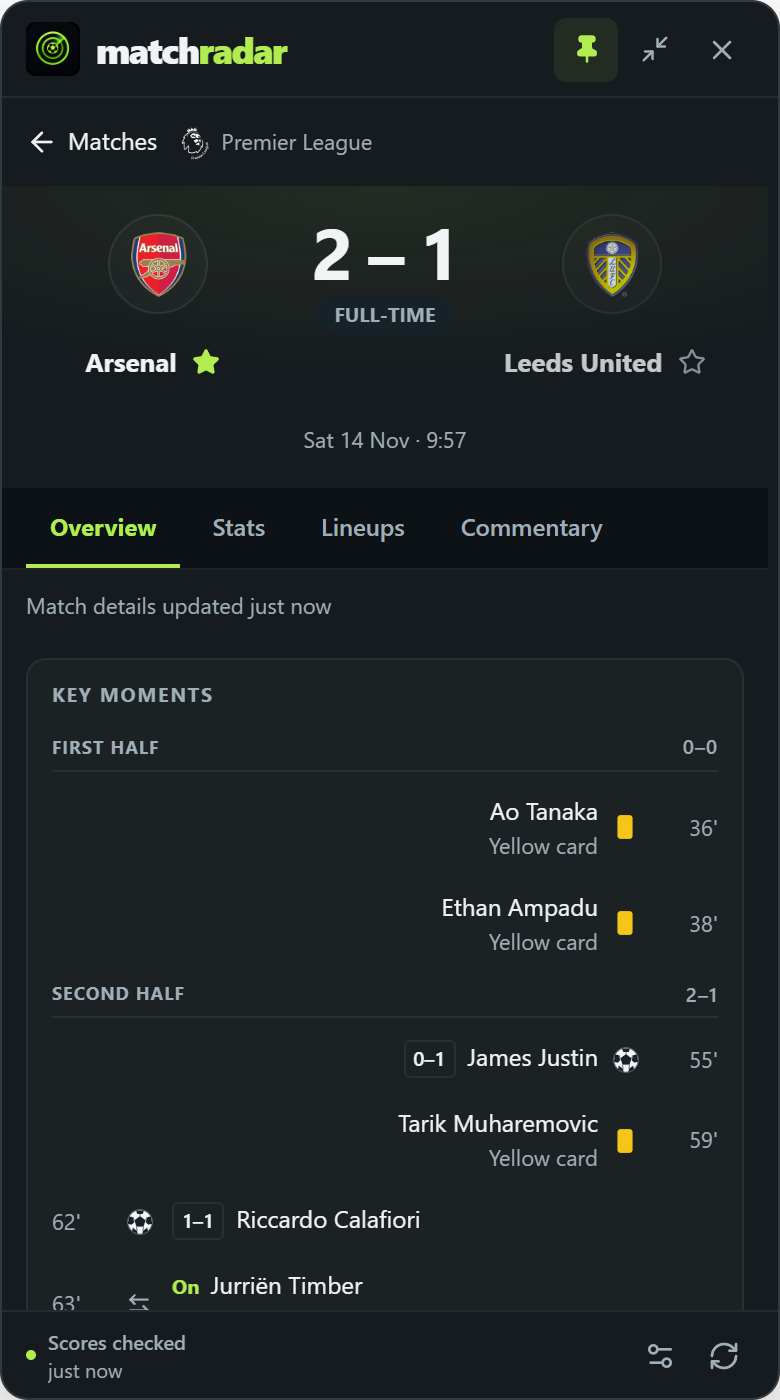 matchradar
Matches Premier League
Arsenal
2 – 1
FULL-TIME
Arsenal
Leeds United
Sat 14 Nov · 9:57
Overview Stats Lineups Commentary
Match details updated just now
KEY MOMENTS
FIRST HALF 0–0
Ao Tanaka
Yellow card
36'
Ethan Ampadu
Yellow card
38'
SECOND HALF 2–1
0–1 James Justin 55'
Tarik Muharemovic
Yellow card
59'
62' 1–1 Riccardo Calafiori
On Jurriën Timber
63'
Scores checked
just now